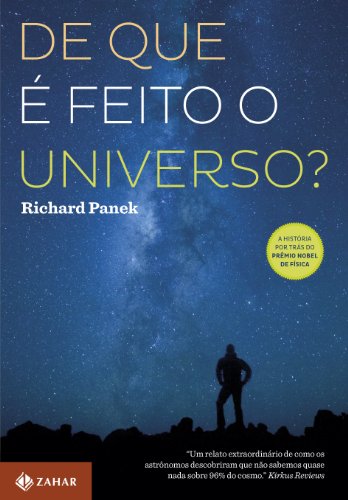 DE QUE
É FEITO O
UNIVERSO?
Richard Panek
A HISTÓRIA
POR TRÁS DO
PRÊMIO NOBEL
DE FÍSICA
"Um relato extraordinário de como os
astrônomos descobriram que não sabemos quase
nada sobre 96% do cosmo." Kirkus Reviews
ZAHAR